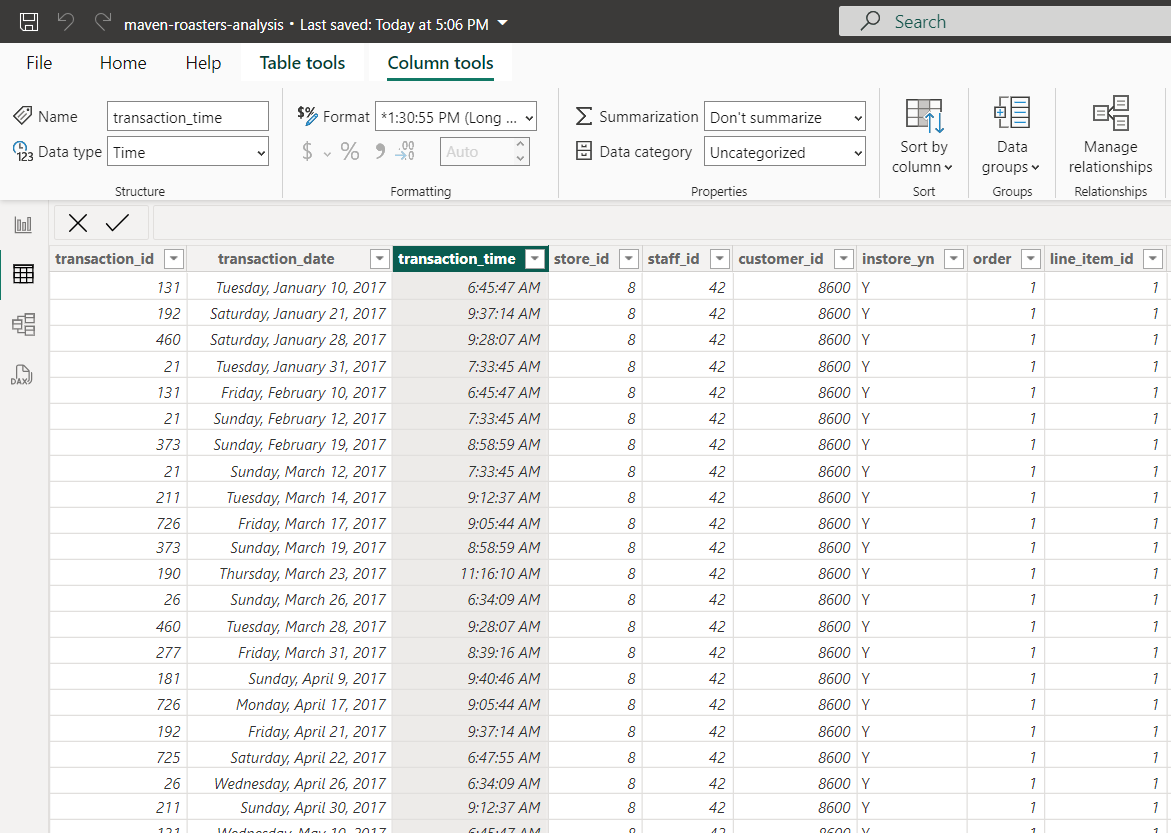 maven-roasters-analysis • Last saved: Today at 5:06 PM Search
File Home Help Table tools Column tools
Name transaction_time $% Format *1:30:55 PM (Long ... Σ Summarization Don't summarize
123 Data type Time $ % , .00 Auto Data category Uncategorized
Sort by column Data groups Manage relationships
Structure Formatting Properties Sort Groups Relationships
DAX
transaction_id transaction_date transaction_time store_id staff_id customer_id instore_yn order line_item_id
131 Tuesday, January 10, 2017 6:45:47 AM 8 42 8600 Y 1 1
192 Saturday, January 21, 2017 9:37:14 AM 8 42 8600 Y 1 1
460 Saturday, January 28, 2017 9:28:07 AM 8 42 8600 Y 1 1
21 Tuesday, January 31, 2017 7:33:45 AM 8 42 8600 Y 1 1
131 Friday, February 10, 2017 6:45:47 AM 8 42 8600 Y 1 1
21 Sunday, February 12, 2017 7:33:45 AM 8 42 8600 Y 1 1
373 Sunday, February 19, 2017 8:58:59 AM 8 42 8600 Y 1 1
21 Sunday, March 12, 2017 7:33:45 AM 8 42 8600 Y 1 1
211 Tuesday, March 14, 2017 9:12:37 AM 8 42 8600 Y 1 1
726 Friday, March 17, 2017 9:05:44 AM 8 42 8600 Y 1 1
373 Sunday, March 19, 2017 8:58:59 AM 8 42 8600 Y 1 1
190 Thursday, March 23, 2017 11:16:10 AM 8 42 8600 Y 1 1
26 Sunday, March 26, 2017 6:34:09 AM 8 42 8600 Y 1 1
460 Tuesday, March 28, 2017 9:28:07 AM 8 42 8600 Y 1 1
277 Friday, March 31, 2017 8:39:16 AM 8 42 8600 Y 1 1
181 Sunday, April 9, 2017 9:40:46 AM 8 42 8600 Y 1 1
726 Monday, April 17, 2017 9:05:44 AM 8 42 8600 Y 1 1
192 Friday, April 21, 2017 9:37:14 AM 8 42 8600 Y 1 1
725 Saturday, April 22, 2017 6:47:55 AM 8 42 8600 Y 1 1
26 Wednesday, April 26, 2017 6:34:09 AM 8 42 8600 Y 1 1
211 Sunday, April 30, 2017 9:12:37 AM 8 42 8600 Y 1 1
131 Wednesday, May 10, 2017 6:45:47 AM 8 42 8600 Y 1 1